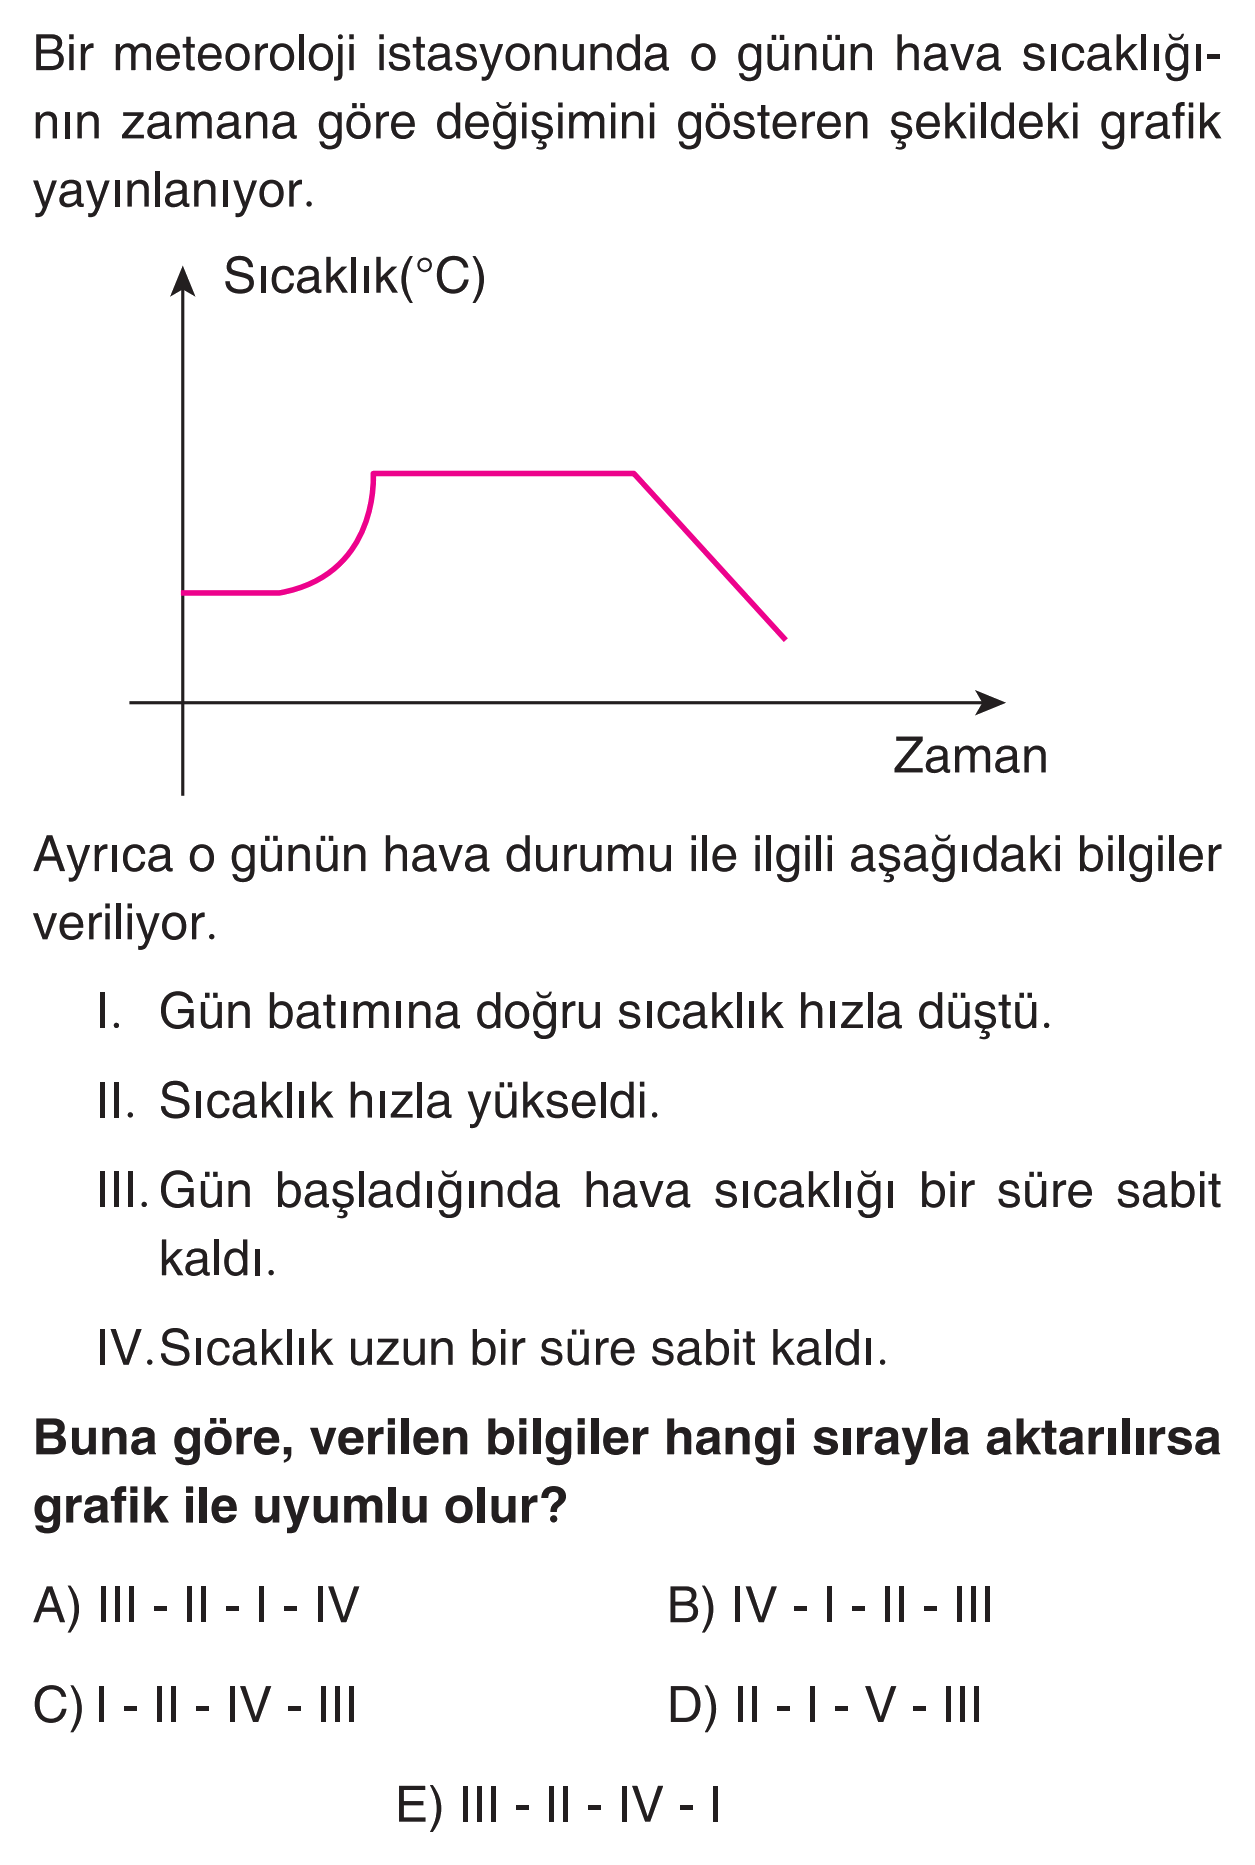 Bir meteoroloji istasyonunda o günün hava sıcaklığı-
nın zamana göre değişimini gösteren şekildeki grafik
yayınlanıyor.
Sıcaklık(°C)
Zaman
Ayrıca o günün hava durumu ile ilgili aşağıdaki bilgiler
veriliyor.
I. Gün batımına doğru sıcaklık hızla düştü.
II. Sıcaklık hızla yükseldi.
III. Gün başladığında hava sıcaklığı bir süre sabit
kaldı.
IV. Sıcaklık uzun bir süre sabit kaldı.
Buna göre, verilen bilgiler hangi sırayla aktarılırsa
grafik ile uyumlu olur?
A) III - II - I - IV
B) IV - I - II - III
C) I - II - IV - III
D) II - I - V - III
E) III - II - IV - I